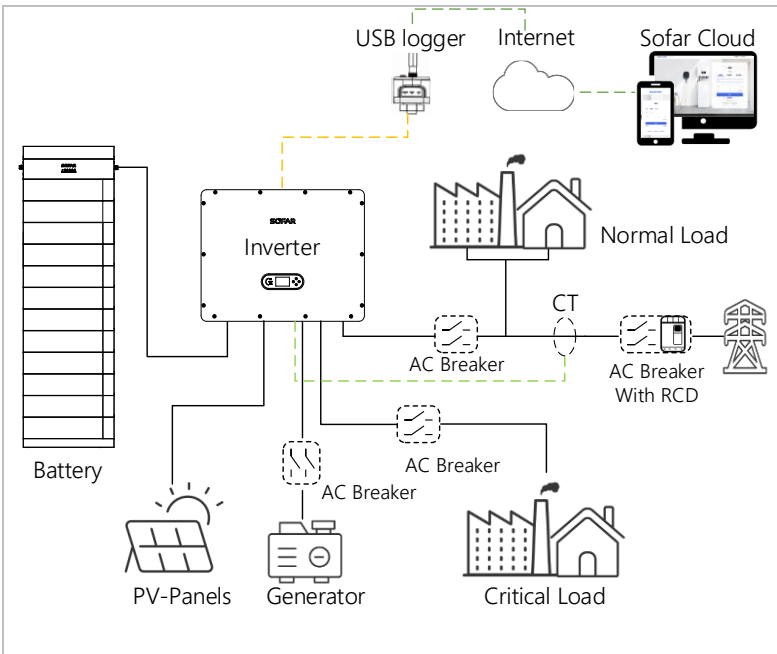 USB logger
Internet
Sofar Cloud
SOFAR
SOFAR
Inverter
Normal Load
CT
AC Breaker
AC Breaker
With RCD
Battery
AC Breaker
AC Breaker
PV-Panels
Generator
Critical Load